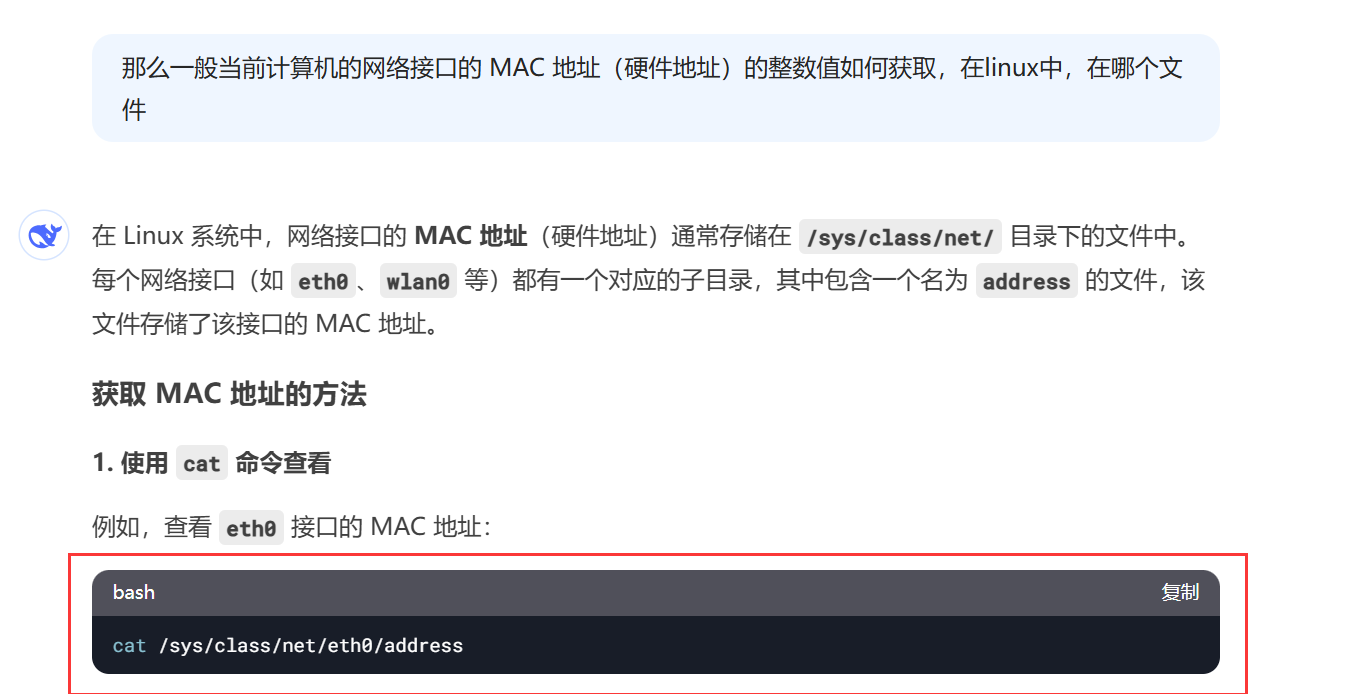 那么一般当前计算机的网络接口的 MAC 地址（硬件地址）的整数值如何获取，在linux中，在哪个文
件
在 Linux 系统中，网络接口的 MAC 地址（硬件地址）通常存储在 /sys/class/net/ 目录下的文件中。
每个网络接口（如 eth0、wlan0 等）都有一个对应的子目录，其中包含一个名为 address 的文件，该
文件存储了该接口的 MAC 地址。
获取 MAC 地址的方法
1. 使用 cat 命令查看
例如，查看 eth0 接口的 MAC 地址：
bash 复制
cat /sys/class/net/eth0/address